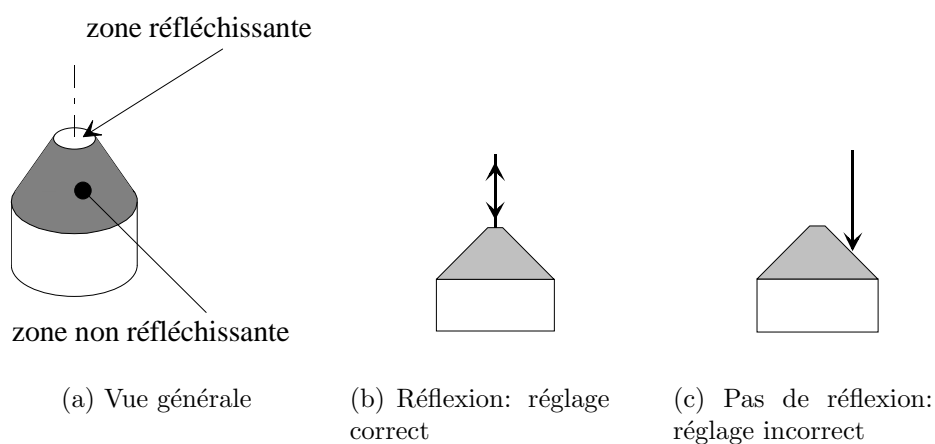 zone réfléchissante
zone non réfléchissante
(a) Vue générale
(b) Réflexion: réglage
correct
(c) Pas de réflexion:
réglage incorrect